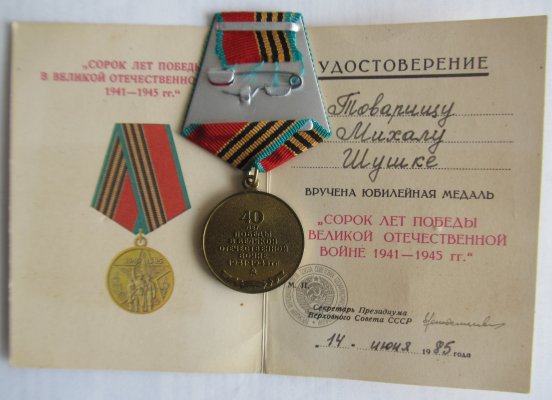 „СОРОК ЛЕТ ПОБЕДЫ
В ВЕЛИКОЙ ОТЕЧЕСТВЕННО
1941—1945 гг.“
40
ЛЕТ
ПОБЕДЫ
В ВЕЛИКОЙ
ОТЕЧЕСТВЕННОЙ
ВОЙНЕ
1941-1945 гг
УДОСТОВЕРЕНИЕ
Товарищу
Михалу
Шушке
ВРУЧЕНА ЮБИЛЕЙНАЯ МЕДАЛЬ
„СОРОК ЛЕТ ПОБЕДЫ
ВЕЛИКОЙ ОТЕЧЕСТВЕННОЙ
ВОЙНЕ 1941—1945 гг.“
М. П.
Секретарь Президиума
Верховного Совета СССР
„14“ июня 1985 года